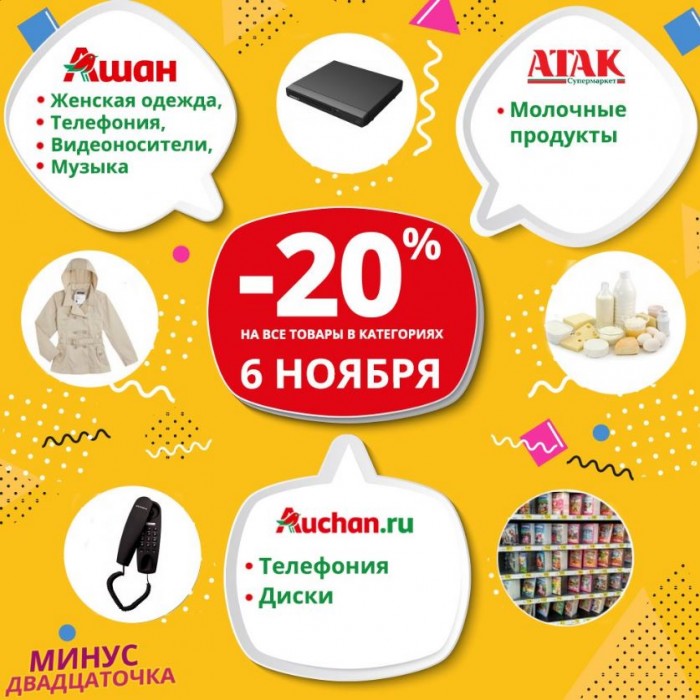 Ашан
• Женская одежда,
• Телефония,
• Видеоносители,
• Музыка
АТАК
Супермаркет
• Молочные
продукты
-20%
НА ВСЕ ТОВАРЫ В КАТЕГОРИЯХ
6 НОЯБРЯ
Auchan.ru
• Телефония
• Диски
МИНУС
ДВАДЦАТОЧКА